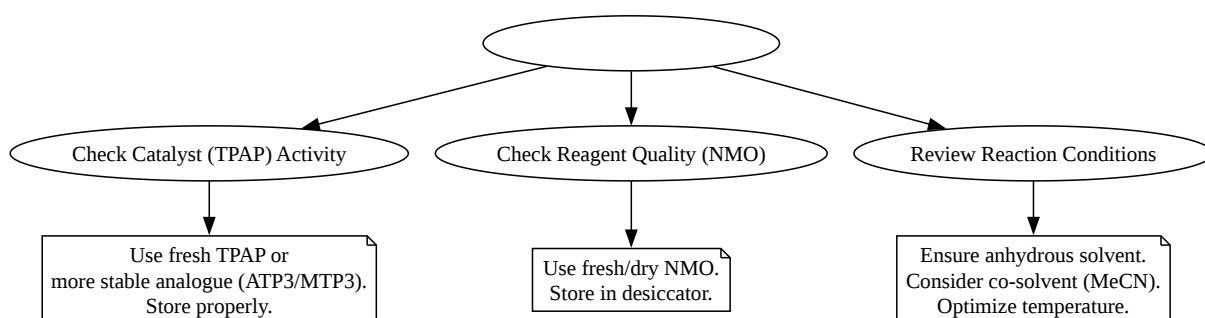 Check Catalyst (TPAP) Activity
Check Reagent Quality (NMO)
Review Reaction Conditions
Use fresh TPAP or
more stable analogue (ATP3/MTP3).
Store properly.
Use fresh/dry NMO.
Store in desiccator.
Ensure anhydrous solvent.
Consider co-solvent (MeCN).
Optimize temperature.